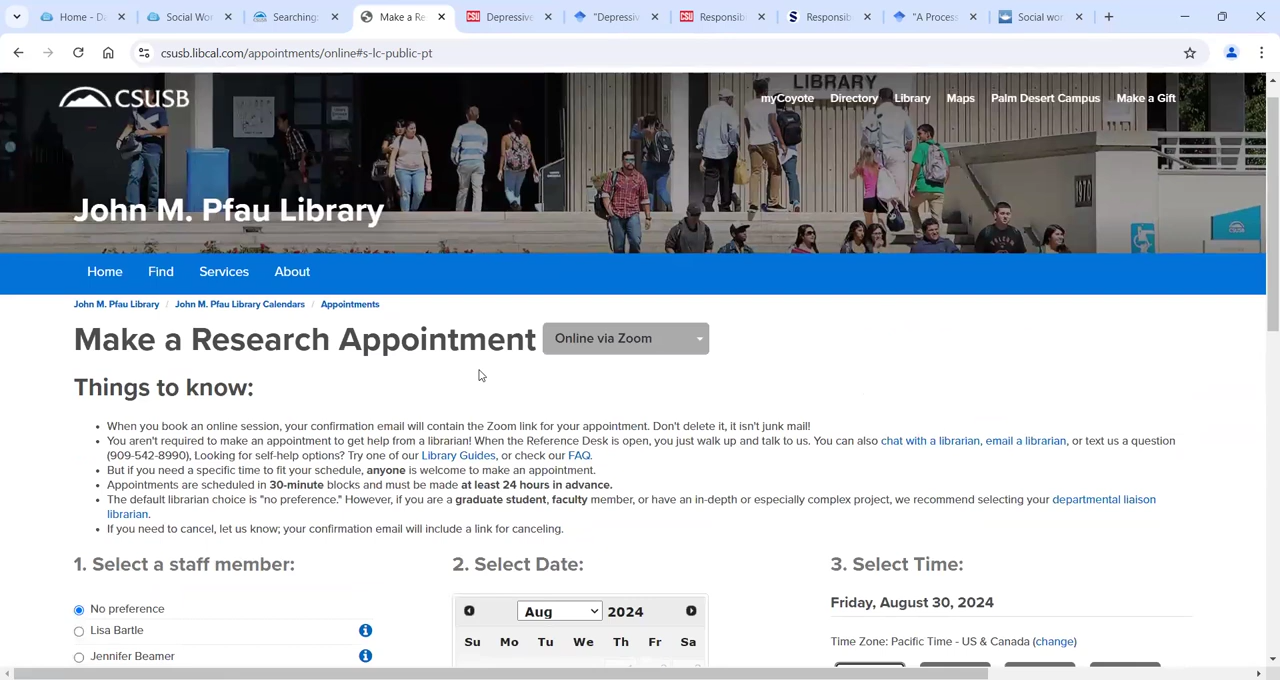 Home - Da
Social Wor
Searching:
Make a Re
Depressive
"Depressiv
Responsib
Responsib
"A Process
Social wor
csusb.libcal.com/appointments/online#s-lc-public-pt
LIBRARY
CSUSB
myCoyote Directory Library Maps Palm Desert Campus Make a Gift
1970
John M. Pfau Library
Home Find Services About
John M. Pfau Library / John M. Pfau Library Calendars / Appointments
Make a Research Appointment Online via Zoom
Things to know:
• When you book an online session, your confirmation email will contain the Zoom link for your appointment. Don't delete it, it isn't junk mail!
• You aren't required to make an appointment to get help from a librarian! When the Reference Desk is open, you just walk up and talk to us. You can also chat with a librarian, email a librarian, or text us a question
(909-542-8990), Looking for self-help options? Try one of our Library Guides, or check our FAQ.
• But if you need a specific time to fit your schedule, anyone is welcome to make an appointment.
• Appointments are scheduled in 30-minute blocks and must be made at least 24 hours in advance.
• The default librarian choice is "no preference." However, if you are a graduate student, faculty member, or have an in-depth or especially complex project, we recommend selecting your departmental liaison
librarian.
• If you need to cancel, let us know; your confirmation email will include a link for canceling.
1. Select a staff member:
No preference
Lisa Bartle
Jennifer Beamer
2. Select Date:
Aug 2024
Su Mo Tu We Th Fr Sa
3. Select Time:
Friday, August 30, 2024
Time Zone: Pacific Time - US & Canada (change)